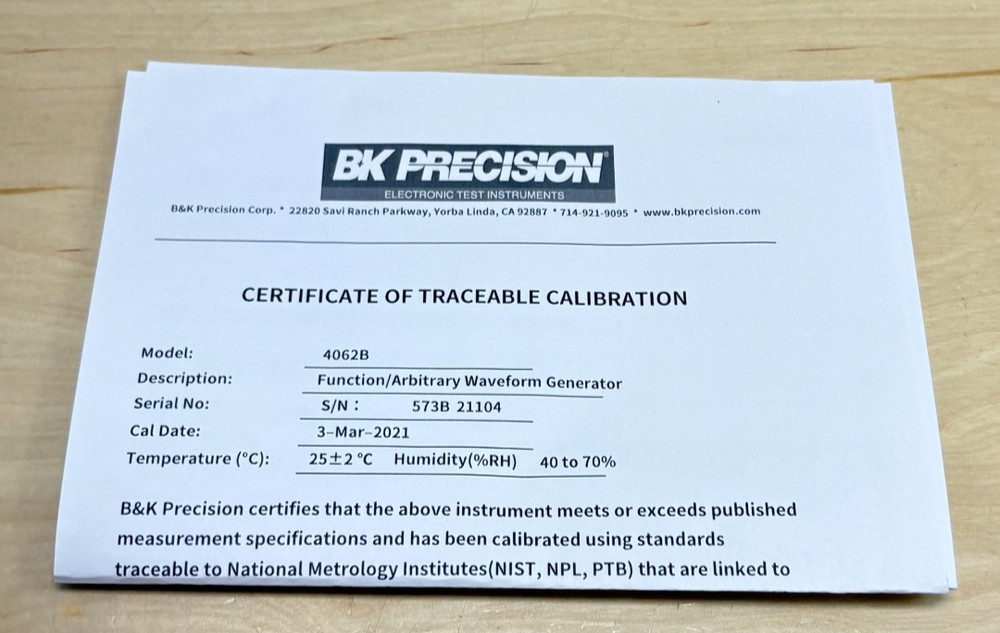 BK PRECISION®
ELECTRONIC TEST INSTRUMENTS
B&K Precision Corp. * 22820 Savi Ranch Parkway, Yorba Linda, CA 92887 * 714-921-9095 * www.bkprecision.com
CERTIFICATE OF TRACEABLE CALIBRATION
Model: 4062B
Description: Function/Arbitrary Waveform Generator
Serial No: S/N : 573B 21104
Cal Date: 3-Mar-2021
Temperature (°C): 25±2 °C Humidity(%RH) 40 to 70%
B&K Precision certifies that the above instrument meets or exceeds published
measurement specifications and has been calibrated using standards
traceable to National Metrology Institutes(NIST, NPL, PTB) that are linked to